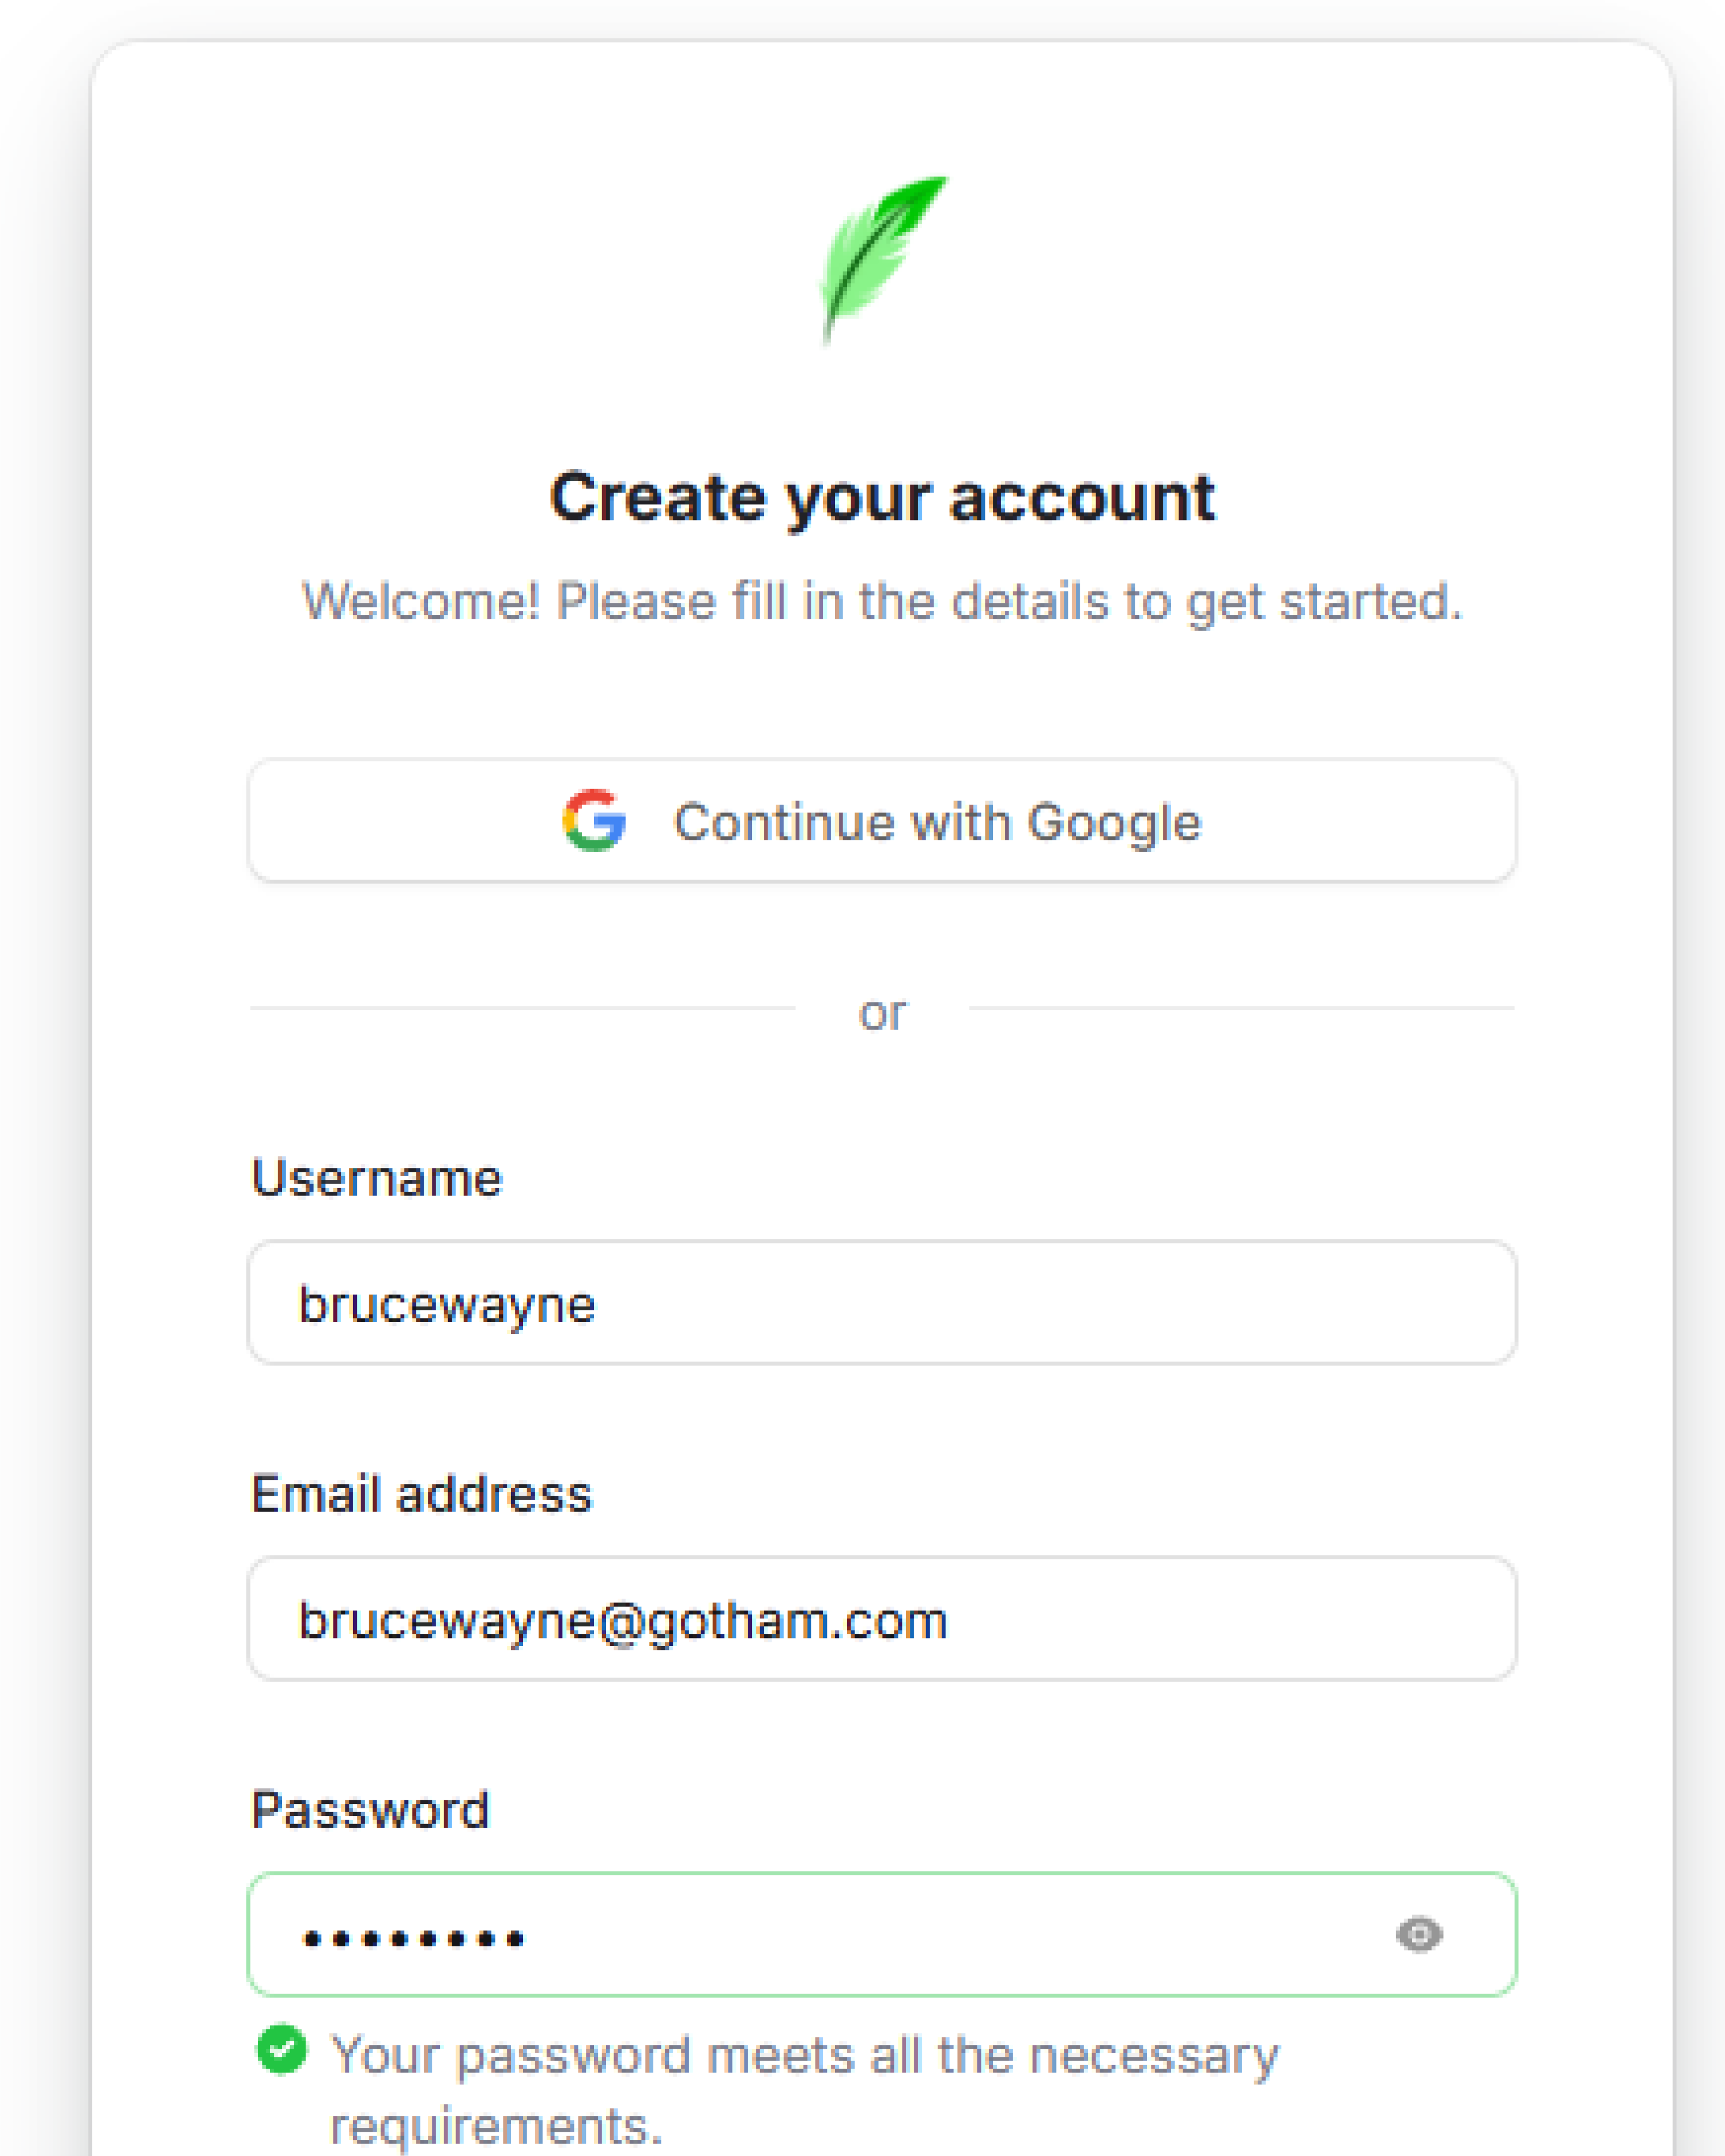 Create your account
Welcome! Please fill in the details to get started.
Continue with Google
or
Username
brucewayne
Email address
brucewayne@gotham.com
Password
••••••••
Your password meets all the necessary
requirements.